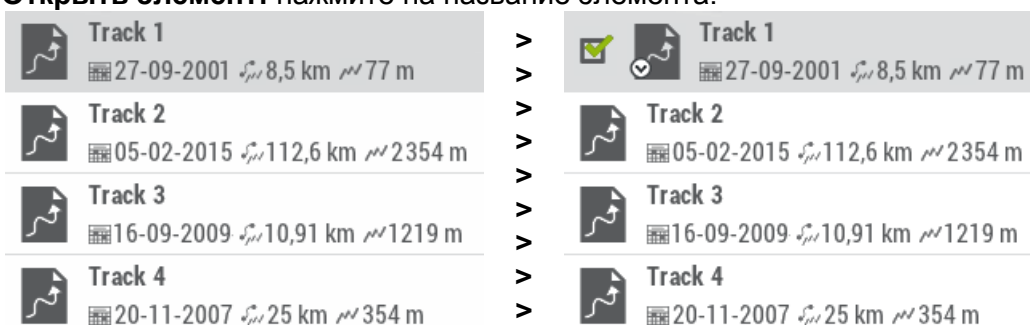 Открыть элемент: нажмите на название элемента.
Track 1
27-09-2001 8,5 km 77 m
Track 2
05-02-2015 112,6 km 2354 m
Track 3
16-09-2009 10,91 km 1219 m
Track 4
20-11-2007 25 km 354 m
>
>
>
>
>
>
>
>
>
Track 1
27-09-2001 8,5 km 77 m
Track 2
05-02-2015 112,6 km 2354 m
Track 3
16-09-2009 10,91 km 1219 m
Track 4
20-11-2007 25 km 354 m